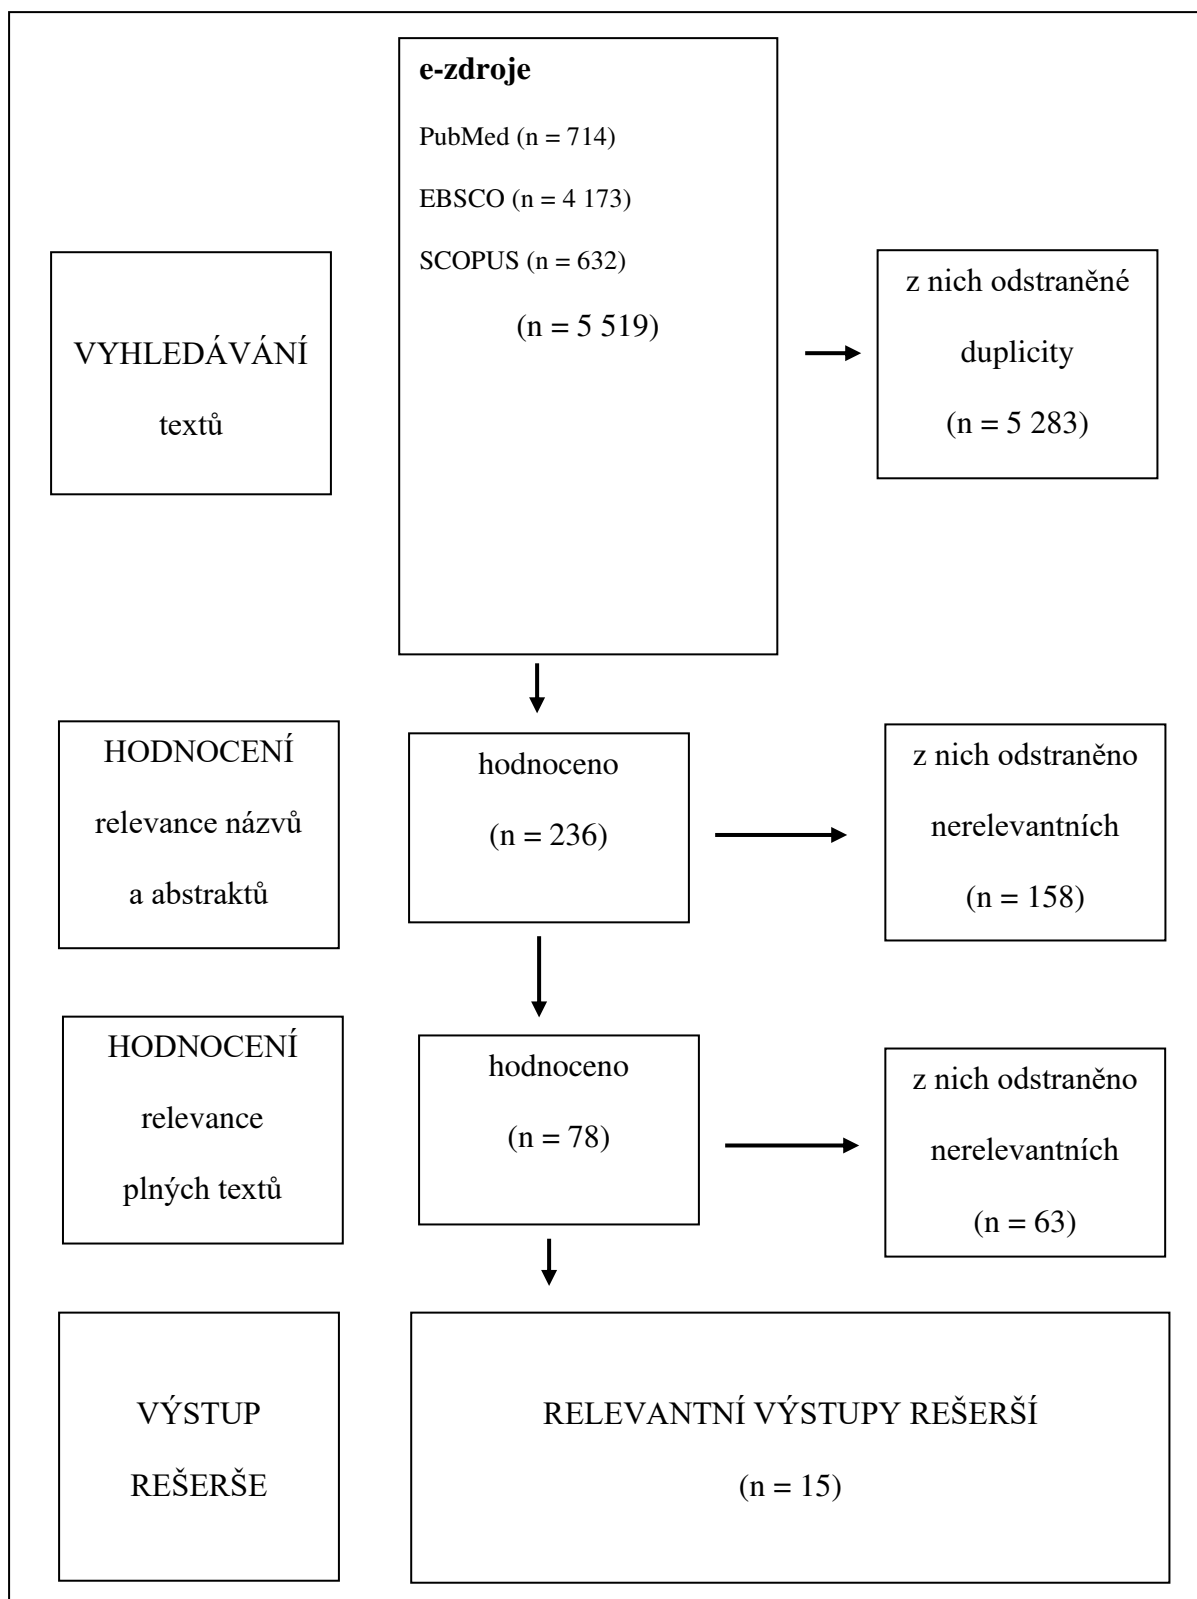 e-zdroje
PubMed (n = 714)
EBSCO (n = 4 173)
SCOPUS (n = 632)
(n = 5 519)
VYHLEDÁVÁNÍ
textů
z nich odstraněné
duplicity
(n = 5 283)
HODNOCENÍ
relevance názvů
a abstraktů
hodnoceno
(n = 236)
z nich odstraněno
nerelevantních
(n = 158)
HODNOCENÍ
relevance
plných textů
hodnoceno
(n = 78)
z nich odstraněno
nerelevantních
(n = 63)
VÝSTUP
REŠERŠE
RELEVANTNÍ VÝSTUPY REŠERŠÍ
(n = 15)